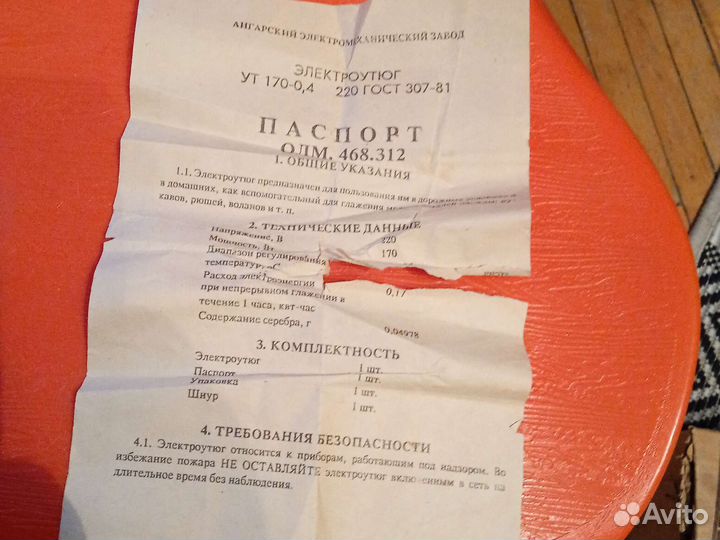 АНГАРСКИЙ ЭЛЕКТРОМЕХАНИЧЕСКИЙ ЗАВОД
ЭЛЕКТРОУТЮГ
УТ 170-0,4 220 ГОСТ 307-81
ПАСПОРТ
ОЛМ. 468.312
1. ОБЩИЕ УКАЗАНИЯ
1.1. Электроутюг предназначен для пользования им в дорожных условиях и
в домашних, как вспомогательный для глажения
кавов, рюшей, воланов и т. п.
2. ТЕХНИЧЕСКИЕ ДАННЫЕ
Напряжение, В 220
Мощность, Вт 170
Диапазон регулирования
температур, °С
Расход электроэнергии
при непрерывном глажении в 0,17
течение 1 часа, квт-час
Содержание серебра, г 0,04978
3. КОМПЛЕКТНОСТЬ
Электроутюг 1 шт.
Паспорт 1 шт.
Упаковка 1 шт.
Шнур 1 шт.
4. ТРЕБОВАНИЯ БЕЗОПАСНОСТИ
4.1. Электроутюг относится к приборам, работающим под надзором. Во
избежание пожара НЕ ОСТАВЛЯЙТЕ электроутюг включенным в сеть на
длительное время без наблюдения.
Avito